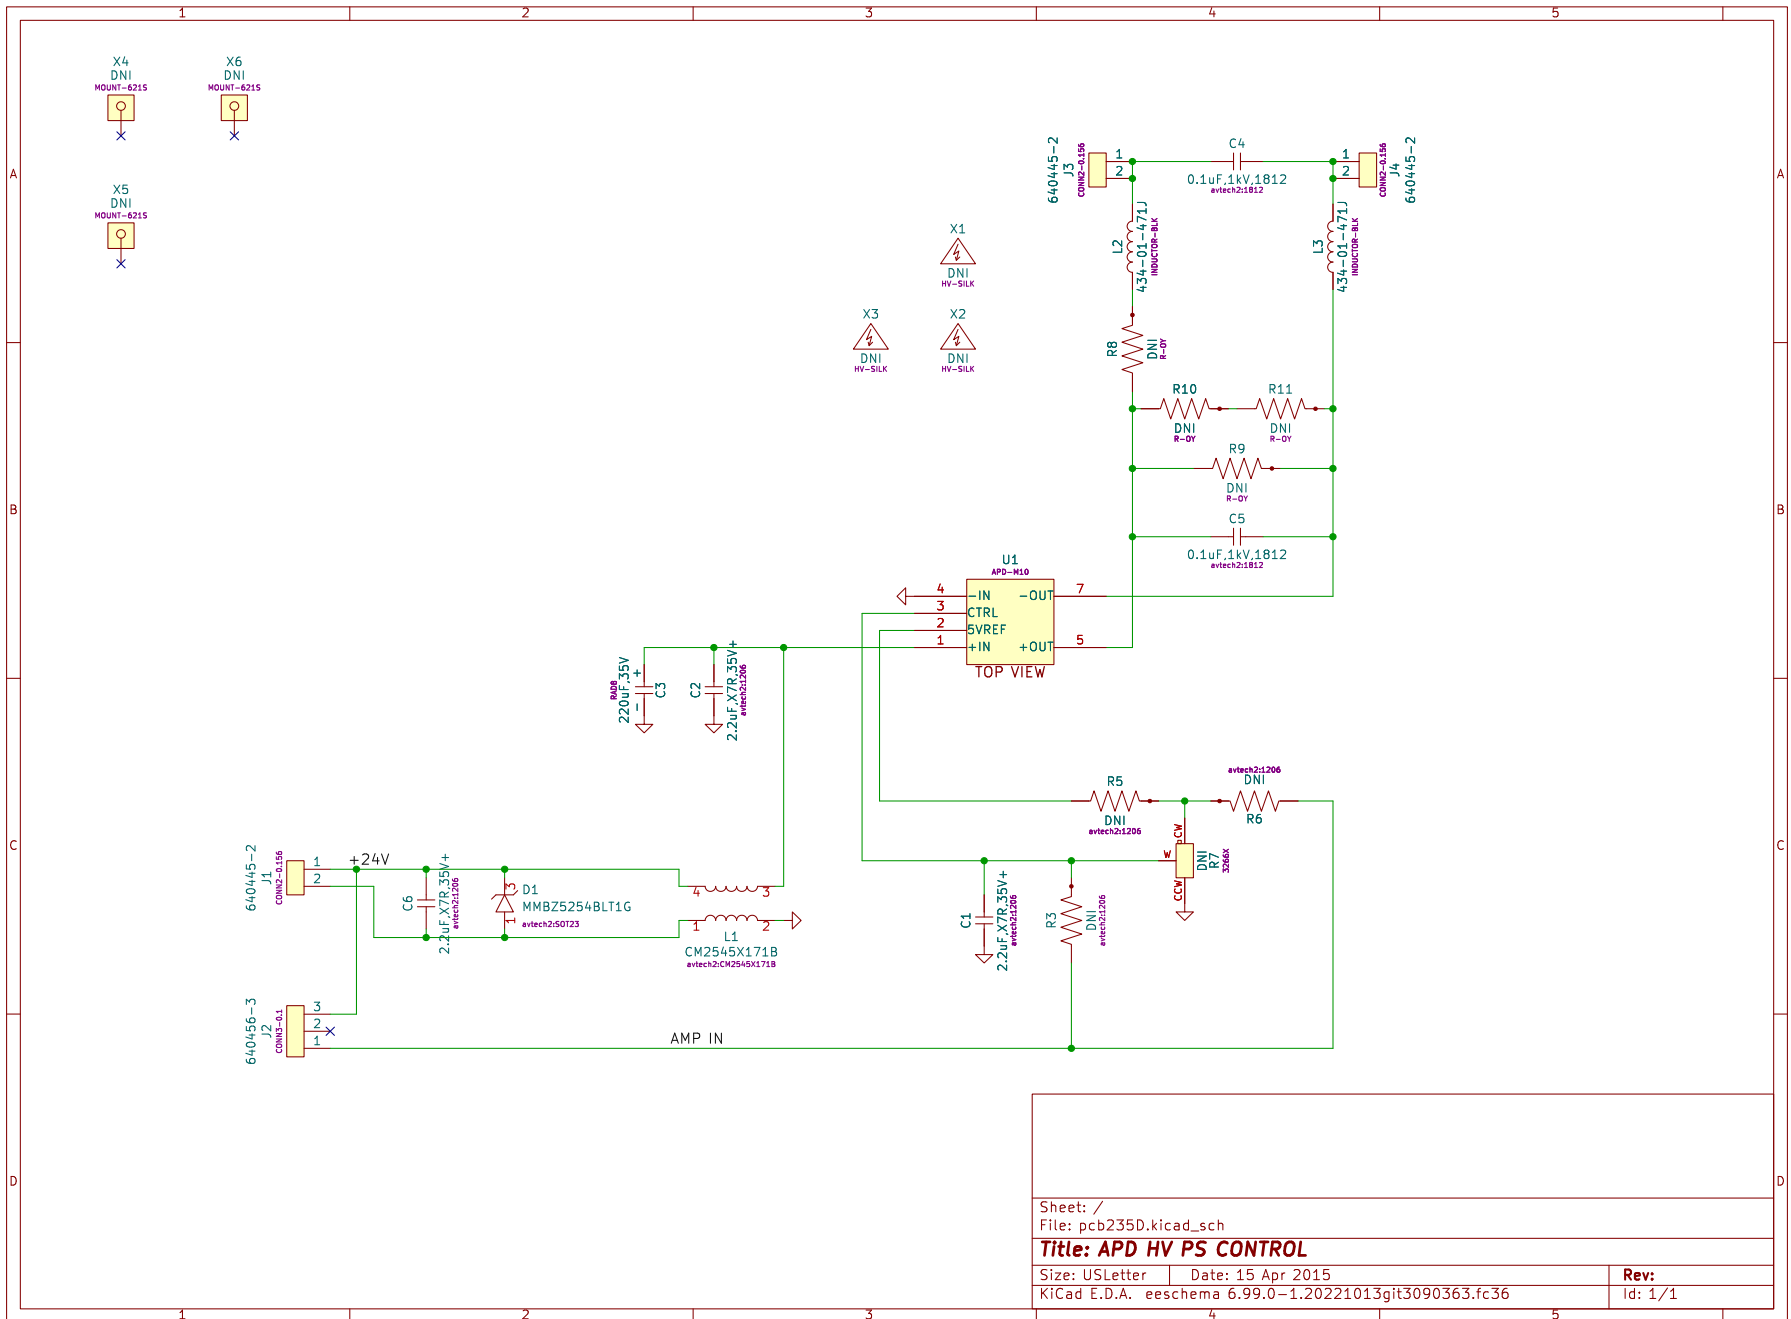 1 2 3 4 5
A
B
C
D
A
B
C
D
X4
DNI
MOUNT-6215
X6
DNI
MOUNT-6215
X5
DNI
MOUNT-6215
X1
DNI
HV-SILK
X3
DNI
HV-SILK
X2
DNI
HV-SILK
640445-2
J3
CONN2-0.156
1
2
C4
0.1uF,1kV,1812
avtech2:1812
1
2
CONN2-0.156
J4
640445-2
L2
434-01-471J
INDUCTOR-BLK
L3
434-01-471J
INDUCTOR-BLK
R8
DNI
R-OY
R10
DNI
R-OY
R11
DNI
R-OY
R9
DNI
R-OY
C5
0.1uF,1kV,1812
avtech2:1812
U1
APD-M10
4 -IN
3 CTRL
2 5VREF
1 +IN
-OUT 7
+OUT 5
TOP VIEW
RADB
220uF,35V
+
-
C3
C2
2.2uF,X7R,35V+
avtech2:1206
R5
DNI
avtech2:1206
avtech2:1206
DNI
R6
CW
W
CCW
DNI
R7
3266X
C1
2.2uF,X7R,35V+
avtech2:1206
R3
DNI
avtech2:1206
640445-2
J1
CONN2-0.156
1
2
+24V
C6
2.2uF,X7R,35V+
avtech2:1206
3
1
D1
MMBZ5254BLT1G
avtech2:SOT23
4 3
1 2
L1
CM2545X171B
avtech2:CM2545X171B
640456-3
J2
CONN3-0.1
3
2
1
AMP IN
Sheet: /
File: pcb235D.kicad_sch
Title: APD HV PS CONTROL
Size: USLetter Date: 15 Apr 2015 Rev:
KiCad E.D.A. eeschema 6.99.0-1.20221013git3090363.fc36 Id: 1/1
1 2 3 4 5